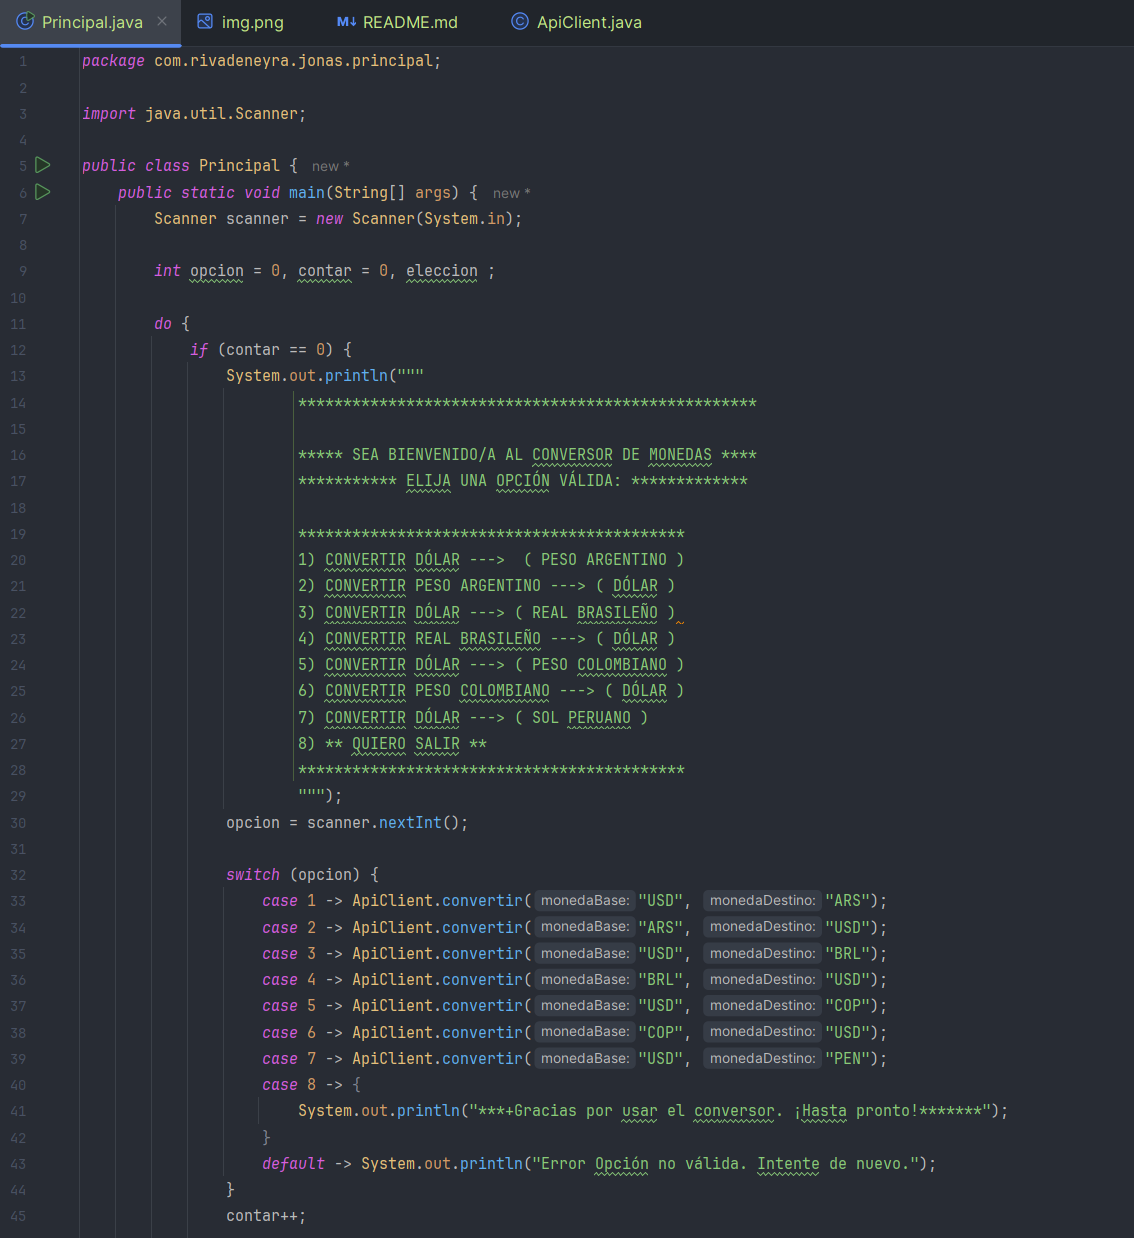 Principal.java × img.png M↓ README.md ApiClient.java
1 package com.rivadeneyra.jonas.principal;
2
3 import java.util.Scanner;
4
5 public class Principal { new *
6 public static void main(String[] args) { new *
7 Scanner scanner = new Scanner(System.in);
8
9 int opcion = 0, contar = 0, eleccion ;
10
11 do {
12 if (contar == 0) {
13 System.out.println("""
14 ***************************************************
15
16 ***** SEA BIENVENIDO/A AL CONVERSOR DE MONEDAS ****
17 *********** ELIJA UNA OPCIÓN VÁLIDA: *************
18
19 *******************************************
20 1) CONVERTIR DÓLAR ---> ( PESO ARGENTINO )
21 2) CONVERTIR PESO ARGENTINO ---> ( DÓLAR )
22 3) CONVERTIR DÓLAR ---> ( REAL BRASILEÑO )
23 4) CONVERTIR REAL BRASILEÑO ---> ( DÓLAR )
24 5) CONVERTIR DÓLAR ---> ( PESO COLOMBIANO )
25 6) CONVERTIR PESO COLOMBIANO ---> ( DÓLAR )
26 7) CONVERTIR DÓLAR ---> ( SOL PERUANO )
27 8) ** QUIERO SALIR **
28 *******************************************
29 """);
30 opcion = scanner.nextInt();
31
32 switch (opcion) {
33 case 1 -> ApiClient.convertir( monedaBase: "USD", monedaDestino: "ARS");
34 case 2 -> ApiClient.convertir( monedaBase: "ARS", monedaDestino: "USD");
35 case 3 -> ApiClient.convertir( monedaBase: "USD", monedaDestino: "BRL");
36 case 4 -> ApiClient.convertir( monedaBase: "BRL", monedaDestino: "USD");
37 case 5 -> ApiClient.convertir( monedaBase: "USD", monedaDestino: "COP");
38 case 6 -> ApiClient.convertir( monedaBase: "COP", monedaDestino: "USD");
39 case 7 -> ApiClient.convertir( monedaBase: "USD", monedaDestino: "PEN");
40 case 8 -> {
41 System.out.println("***+Gracias por usar el conversor. ¡Hasta pronto!*******");
42 }
43 default -> System.out.println("Error Opción no válida. Intente de nuevo.");
44 }
45 contar++;